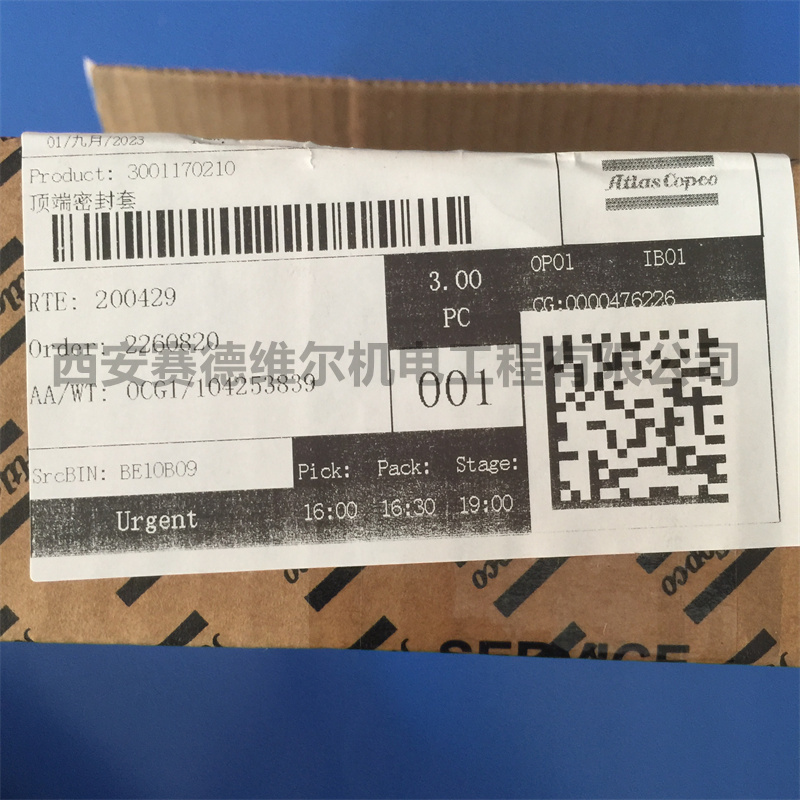 01/九月/2023
Product: 3001170210
顶端密封套
Atlas Copco
RTE: 200429
3.00
PC
OP01 IB01
CG:0000476226
Order: 2260820
西安赛德维尔机电工程有限公司
AA/WT: OCG1/104253839
001
SrcBIN: BE10B09
Pick: Pack: Stage:
16:00 16:30 19:00
Urgent
Copco
SERVICE